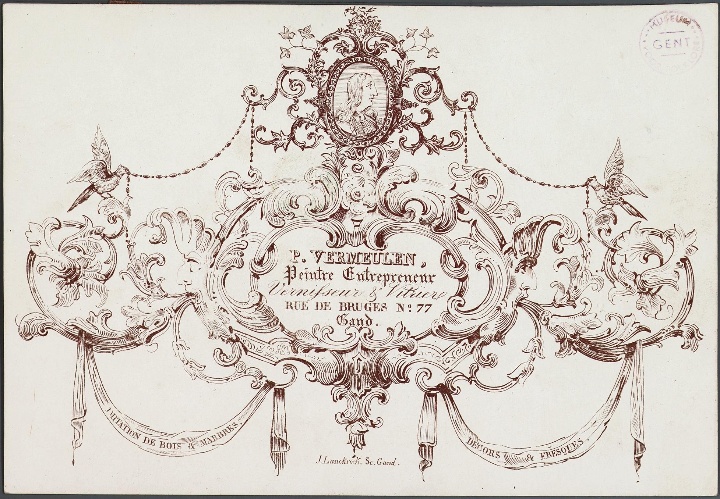 MUSEUM
GENT
P. VERMEULEN,
Peintre Entrepreneur
Vernisseur & Vitrier
RUE DE BRUGES No. 77
Gand.
IMITATION DE BOIS & MARBRES
DÉCORS & FRESQUES
Sc. Gand.